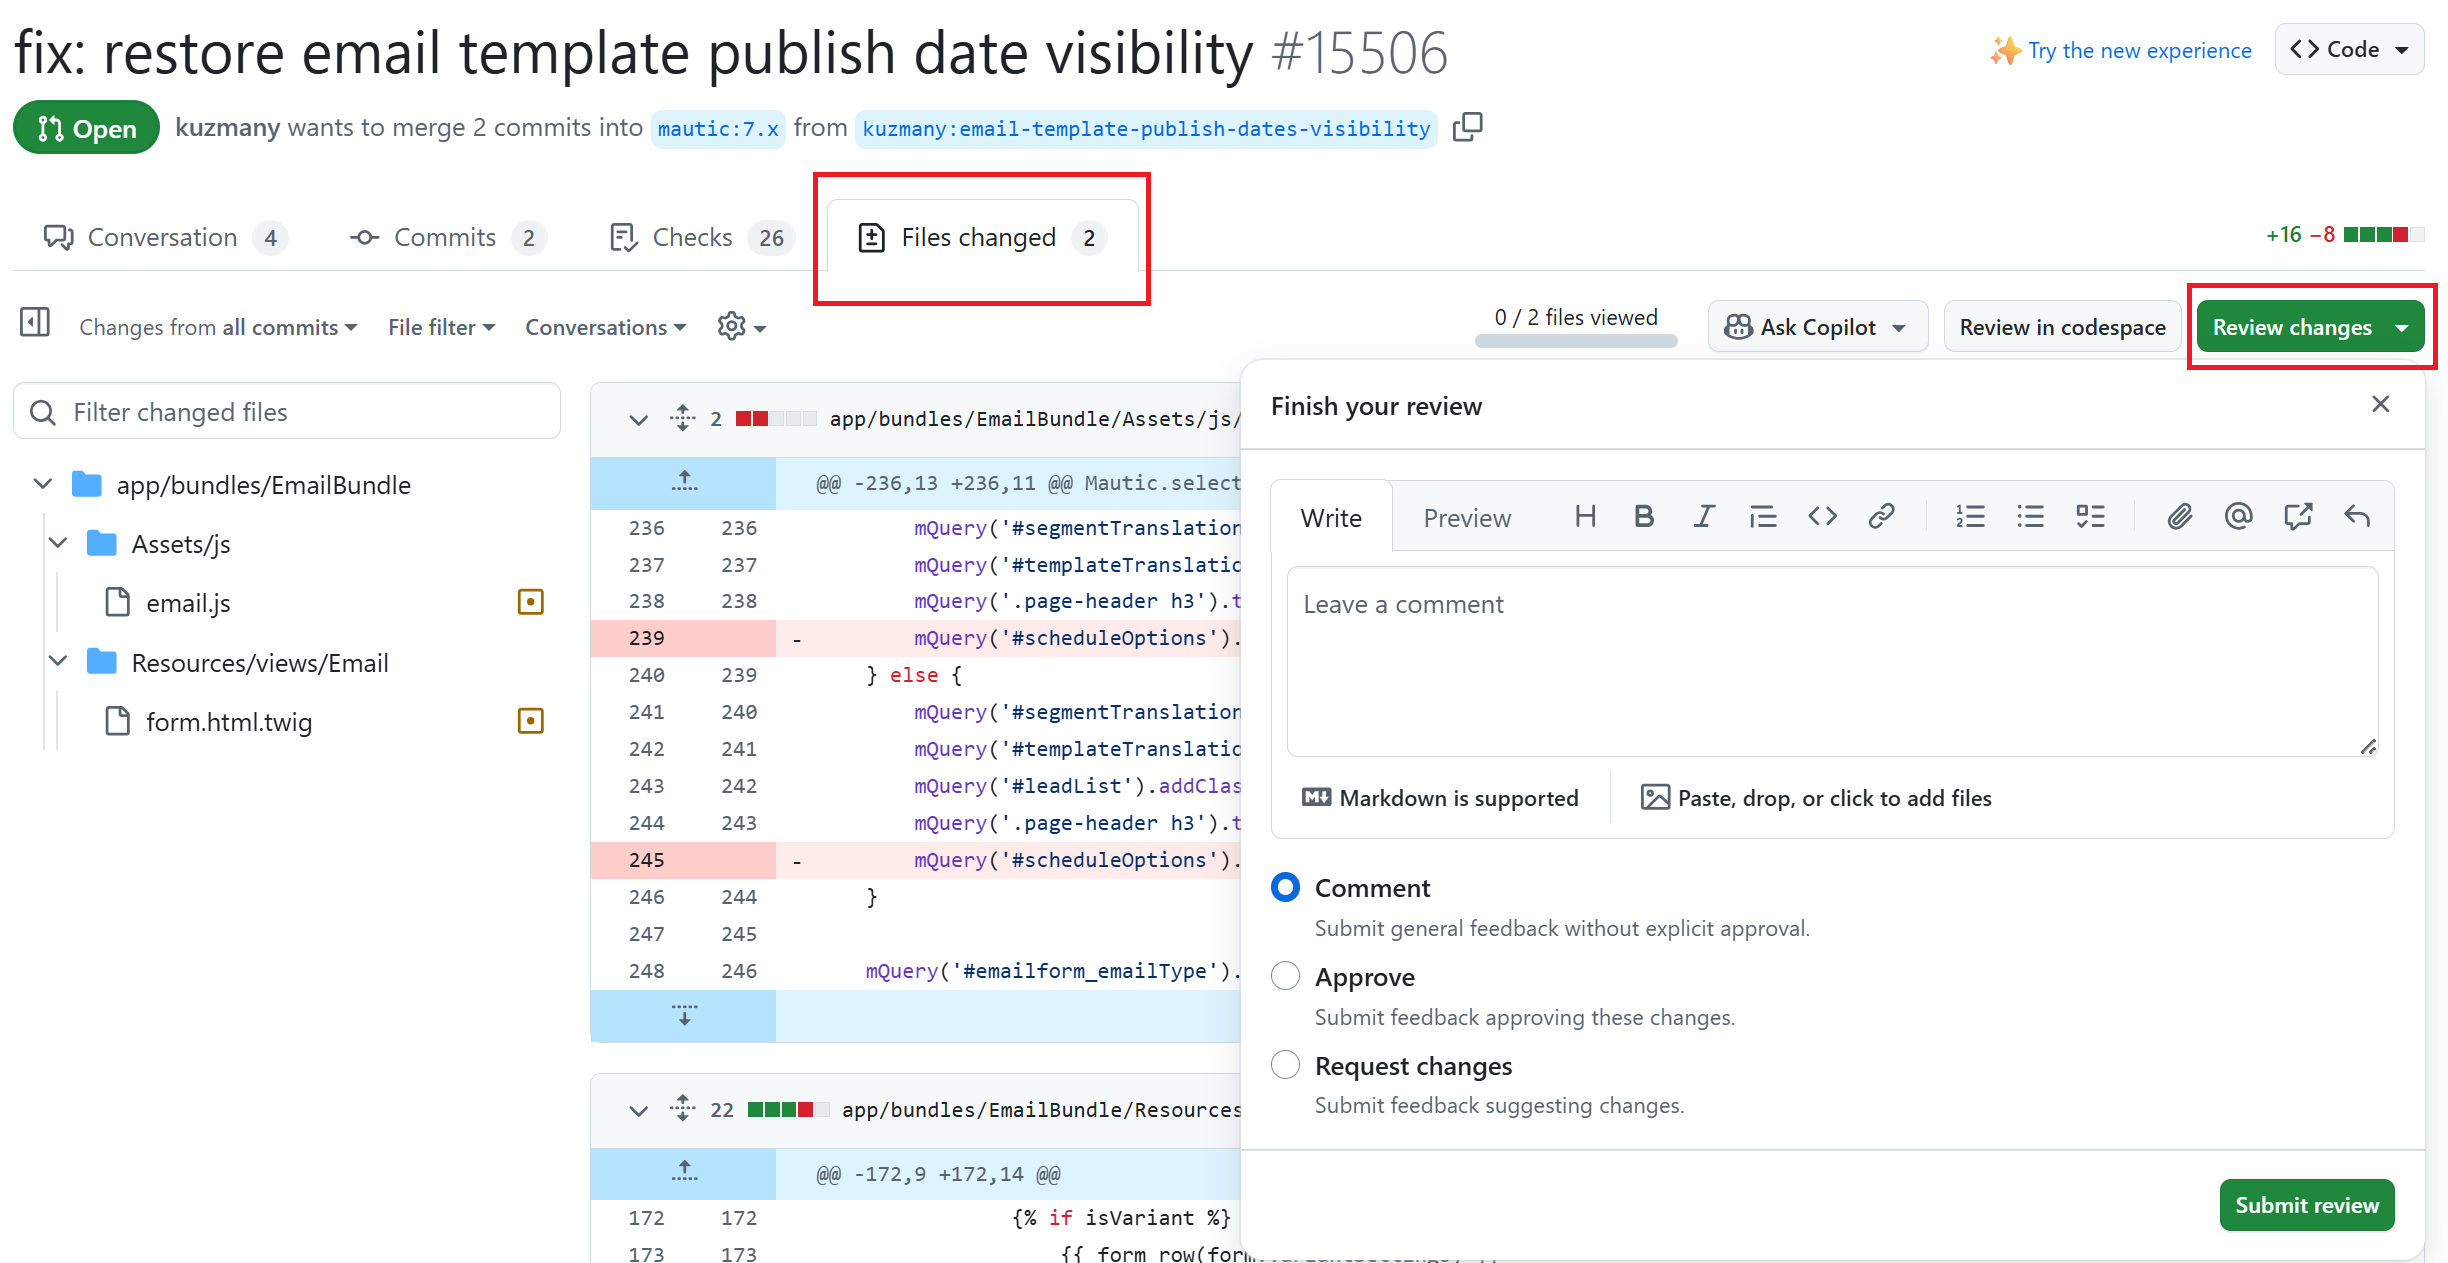 fix: restore email template publish date visibility #15506
Try the new experience
Code
Open
kuzmany wants to merge 2 commits into mautic:7.x from kuzmany:email-template-publish-dates-visibility
Conversation 4
Commits 2
Checks 26
Files changed 2
+16 −8
Changes from all commits
File filter
Conversations
0 / 2 files viewed
Ask Copilot
Review in codespace
Review changes
Filter changed files
app/bundles/EmailBundle
Assets/js
email.js
Resources/views/Email
form.html.twig
2 app/bundles/EmailBundle/Assets/js/
@@ -236,13 +236,11 @@ Mautic.select
236 236 mQuery('#segmentTranslation
237 237 mQuery('#templateTranslatio
238 238 mQuery('.page-header h3').t
239 - mQuery('#scheduleOptions').
240 239 } else {
241 240 mQuery('#segmentTranslation
242 241 mQuery('#templateTranslatio
243 242 mQuery('#leadList').addClas
244 243 mQuery('.page-header h3').t
245 - mQuery('#scheduleOptions').
246 244 }
247 245
248 246 mQuery('#emailform_emailType').
22 app/bundles/EmailBundle/Resources
@@ -172,9 +172,14 @@
172 172 {% if isVariant %}
173 173 {{ form_row(for
Finish your review
Write
Preview
Leave a comment
Markdown is supported
Paste, drop, or click to add files
Comment
Submit general feedback without explicit approval.
Approve
Submit feedback approving these changes.
Request changes
Submit feedback suggesting changes.
Submit review